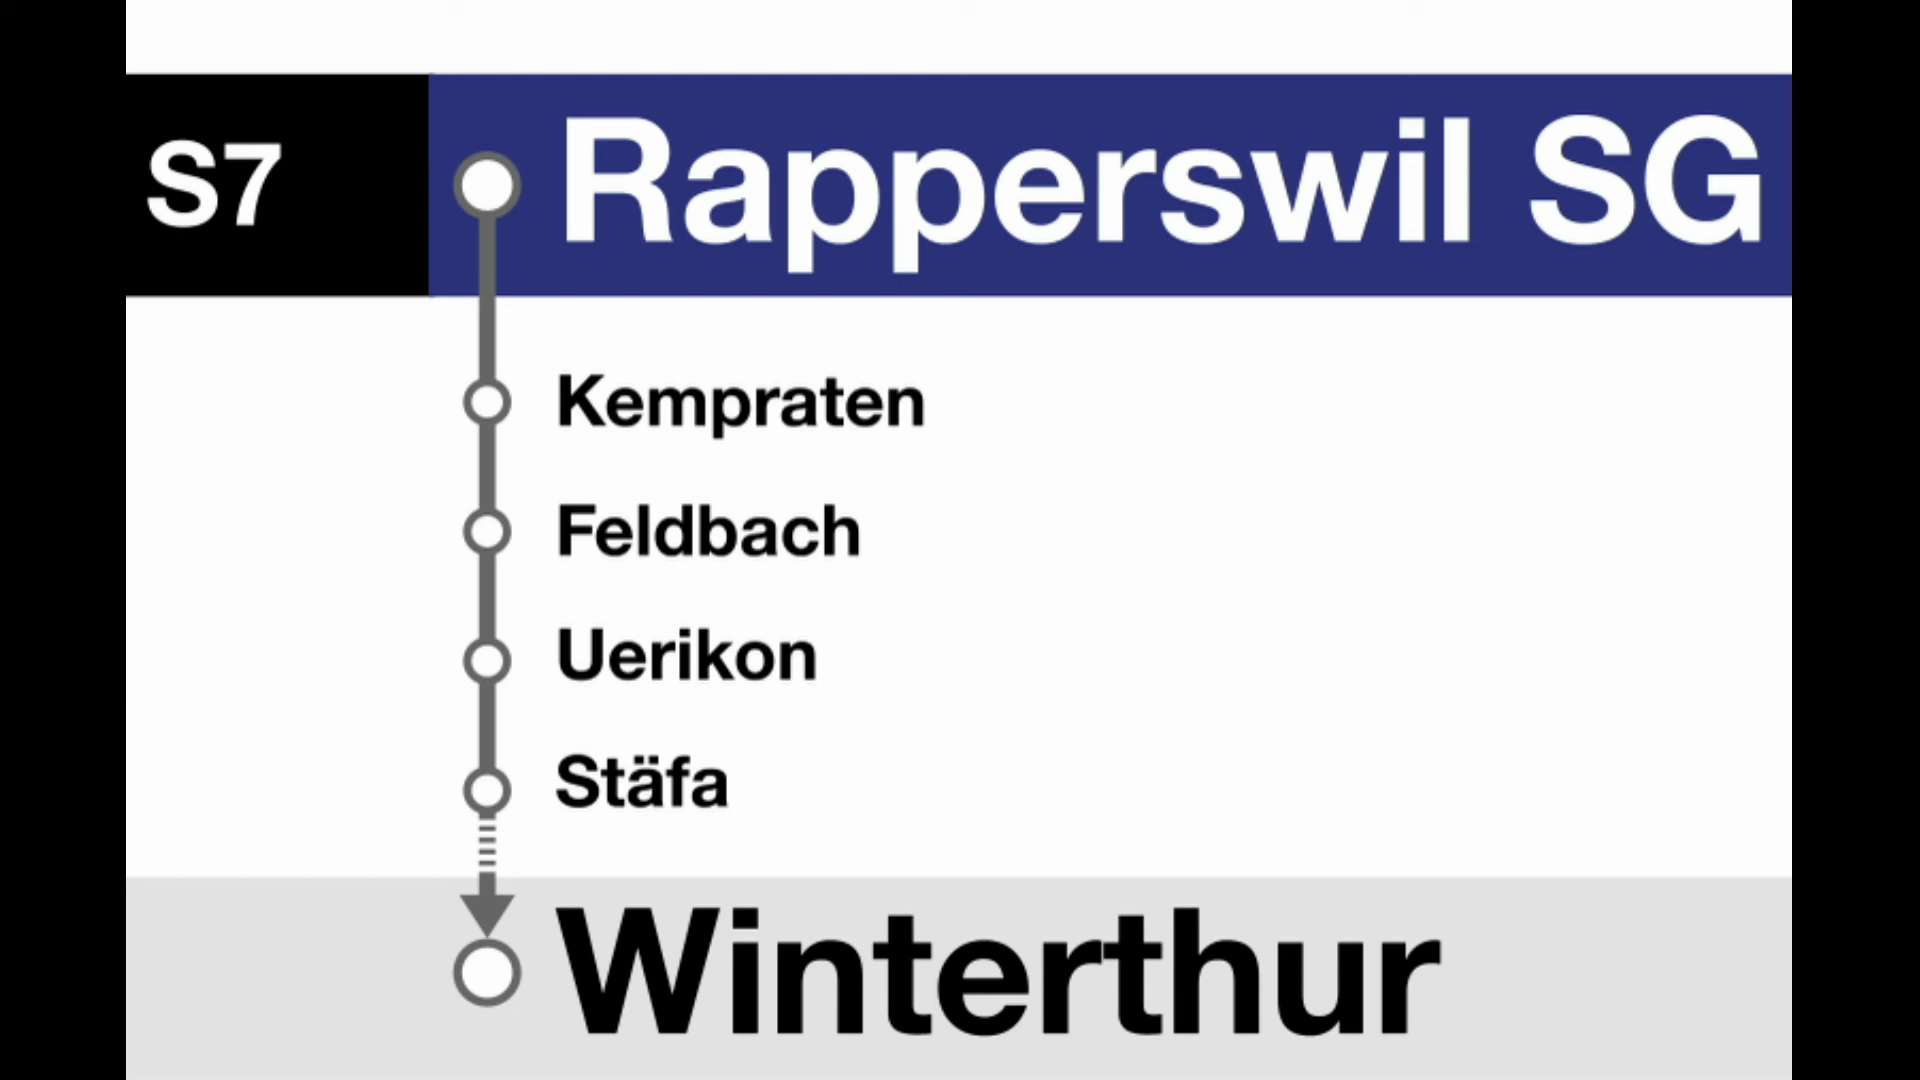 S7 Rapperswil SG
Kempraten
Feldbach
Uerikon
Stäfa
Winterthur